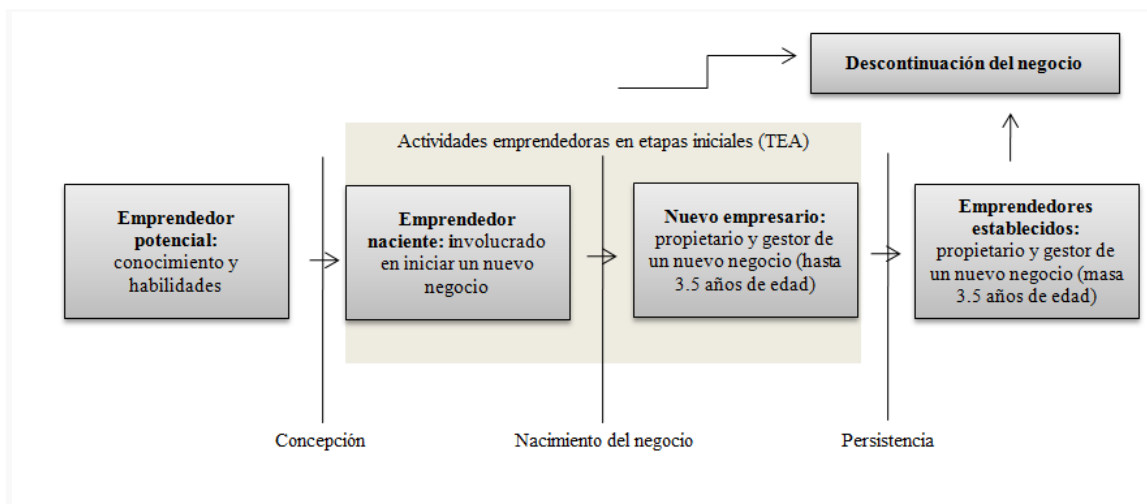 Descontinuación del negocio
Actividades emprendedoras en etapas iniciales (TEA)
Emprendedor
potencial:
conocimiento y
habilidades
Emprendedor
naciente: involucrado
en iniciar un nuevo
negocio
Nuevo empresario:
propietario y gestor de
un nuevo negocio (hasta
3.5 años de edad)
Emprendedores
establecidos:
propietario y gestor de
un nuevo negocio (masa
3.5 años de edad)
Concepción
Nacimiento del negocio
Persistencia